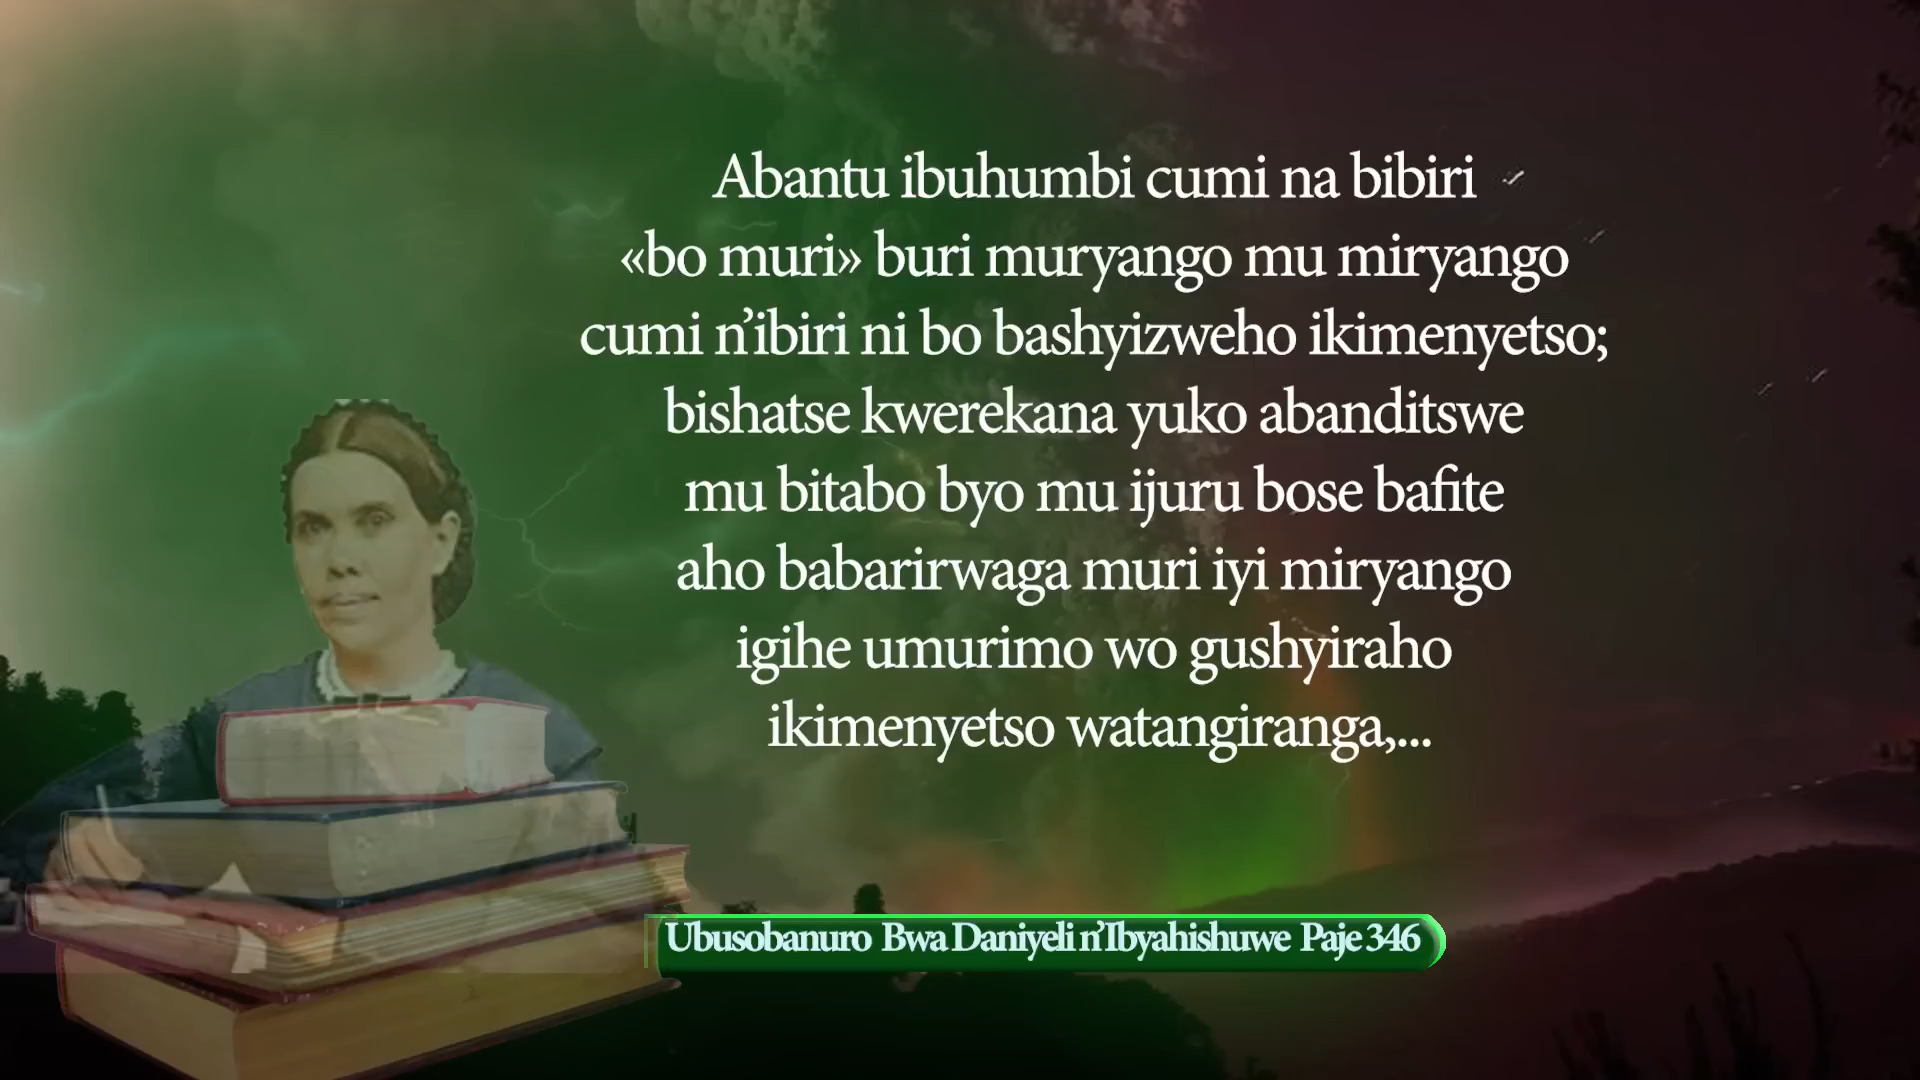 Abantu ibuhumbi cumi na bibiri
«bo muri» buri muryango mu miryango
cumi n’ibiri ni bo bashyizweho ikimenyetso;
bishatse kwerekana yuko abanditswe
mu bitabo byo mu ijuru bose bafite
aho babarirwaga muri iyi miryango
igihe umurimo wo gushyiraho
ikimenyetso watangiranga,...
Ubusobanuro Bwa Daniyeli n’Ibyahishuwe Paje 346